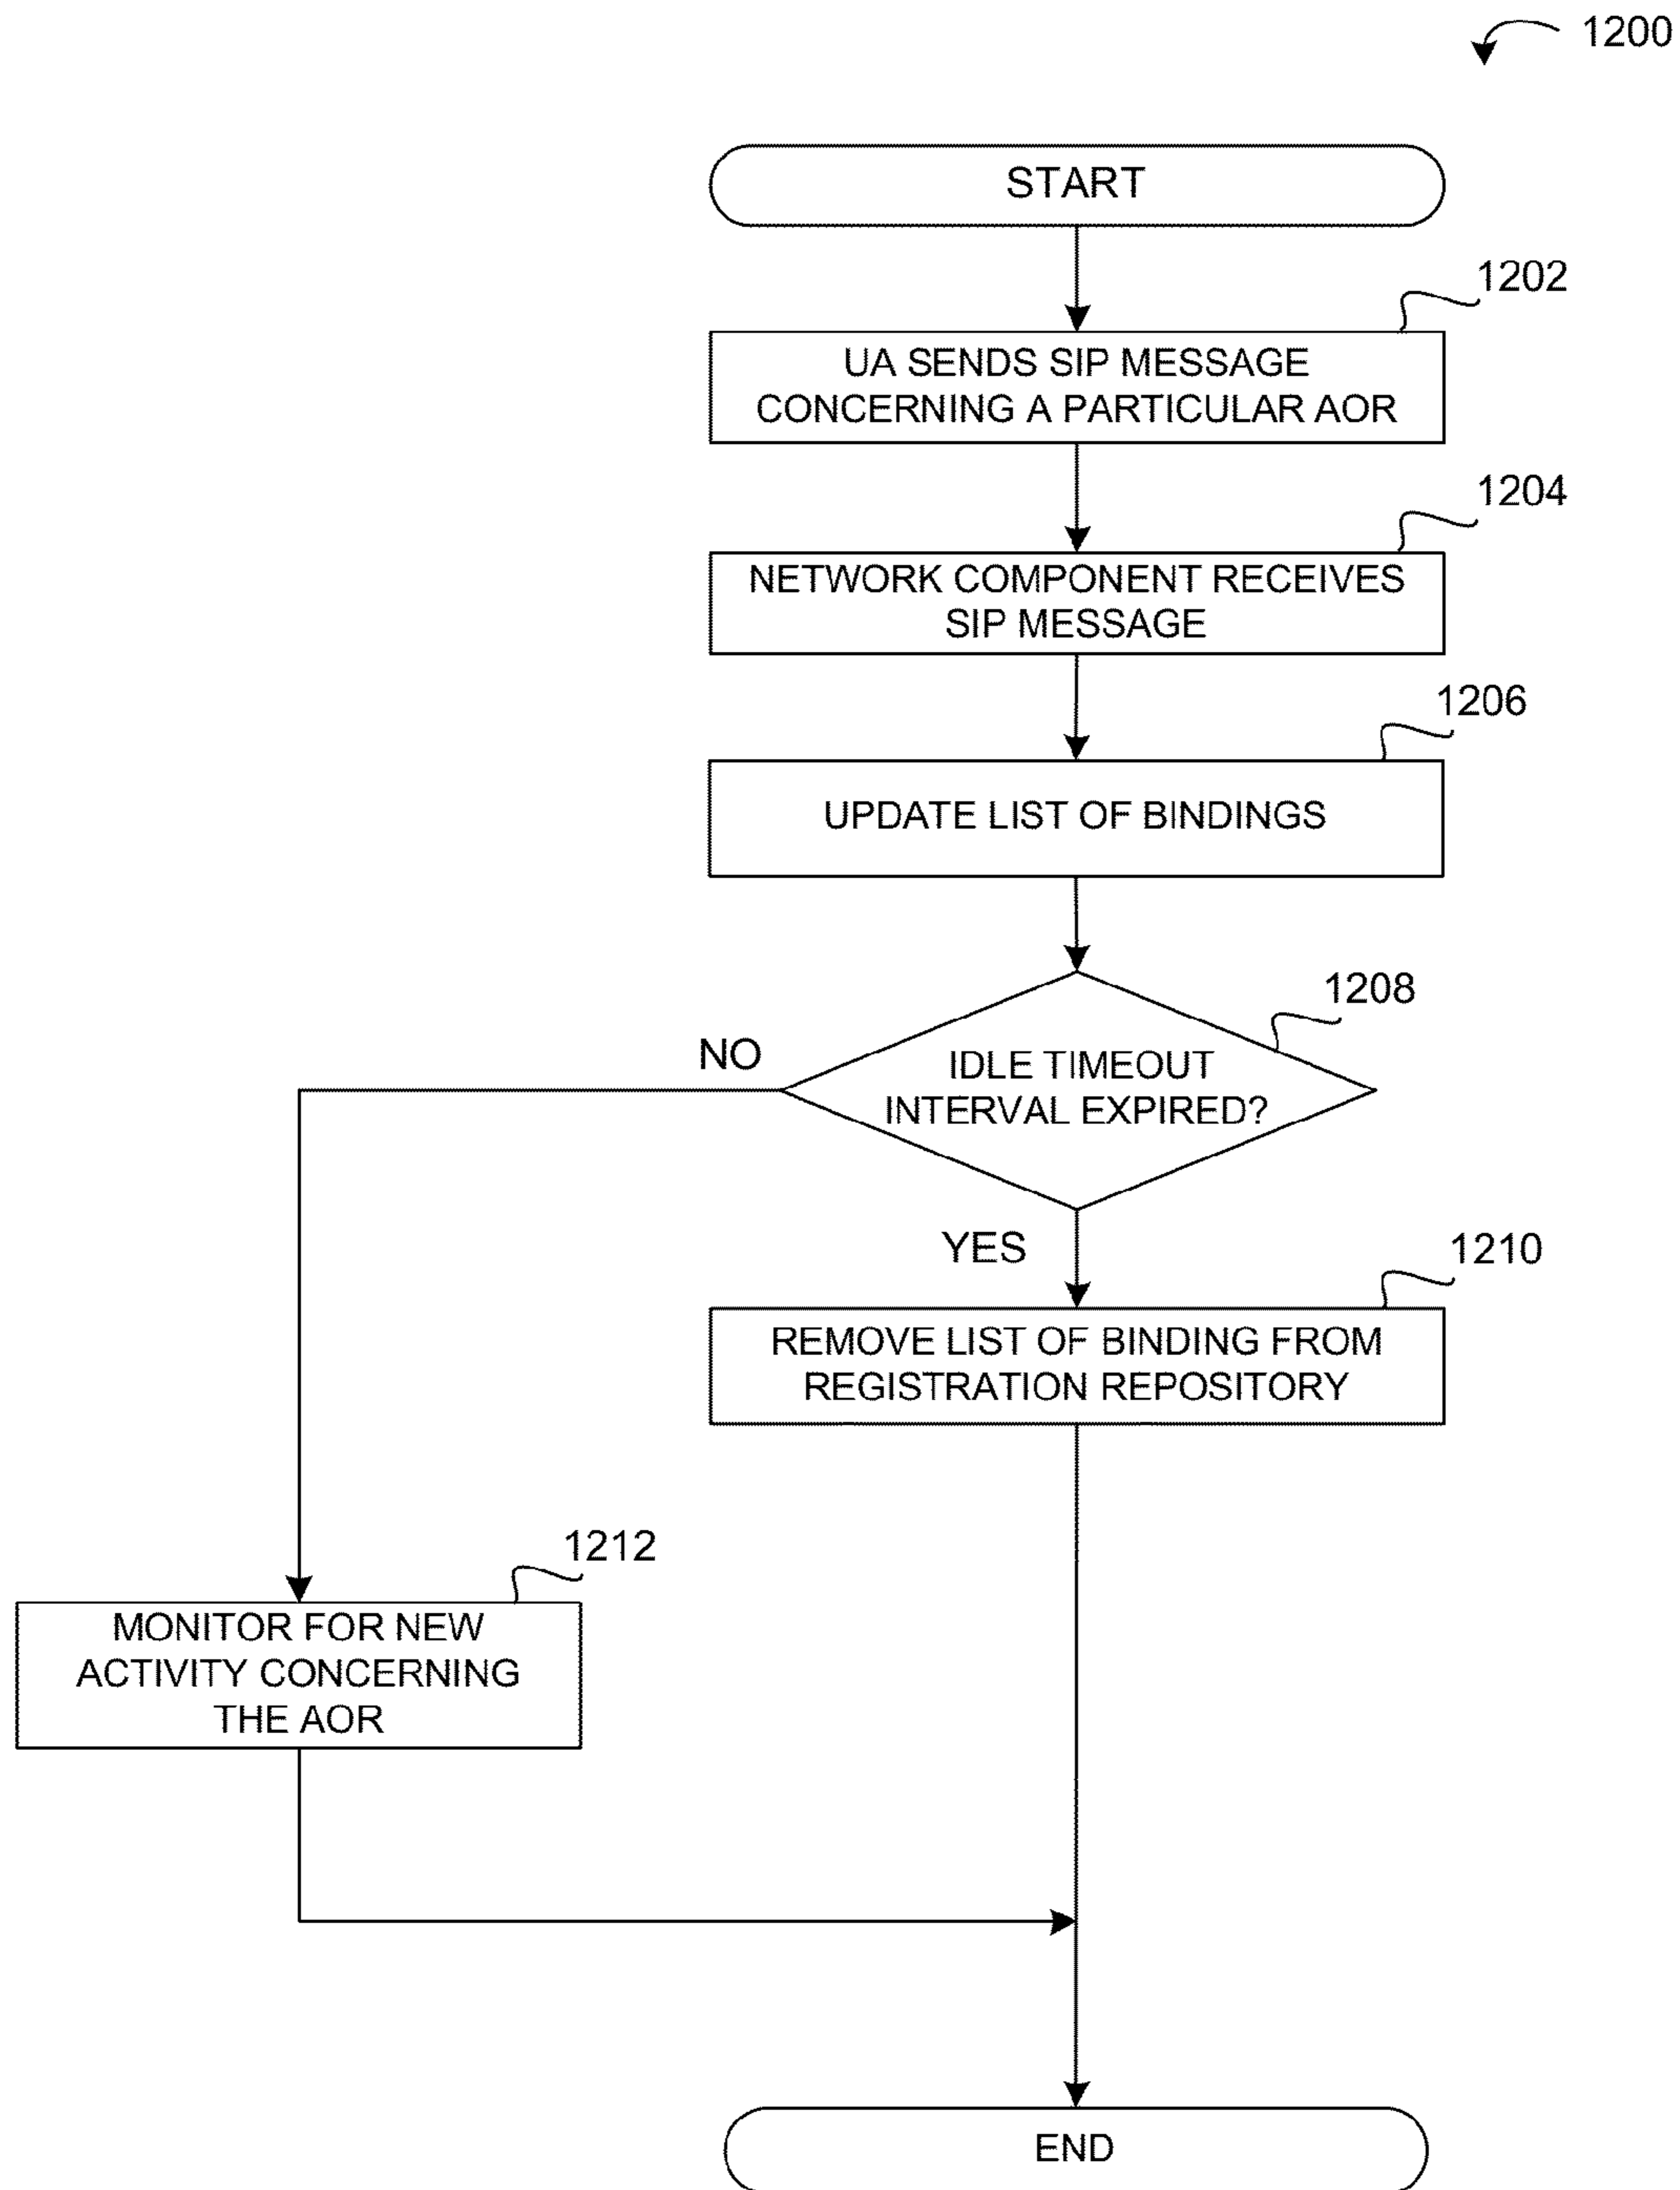 1200
START
1202
UA SENDS SIP MESSAGE
CONCERNING A PARTICULAR AOR
1204
NETWORK COMPONENT RECEIVES
SIP MESSAGE
1206
UPDATE LIST OF BINDINGS
1208
NO
IDLE TIMEOUT
INTERVAL EXPIRED?
YES
1210
REMOVE LIST OF BINDING FROM
REGISTRATION REPOSITORY
1212
MONITOR FOR NEW
ACTIVITY CONCERNING
THE AOR
END